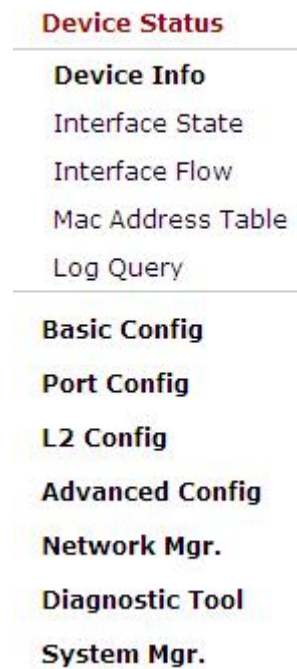 Device Status
Device Info
Interface State
Interface Flow
Mac Address Table
Log Query
Basic Config
Port Config
L2 Config
Advanced Config
Network Mgr.
Diagnostic Tool
System Mgr.